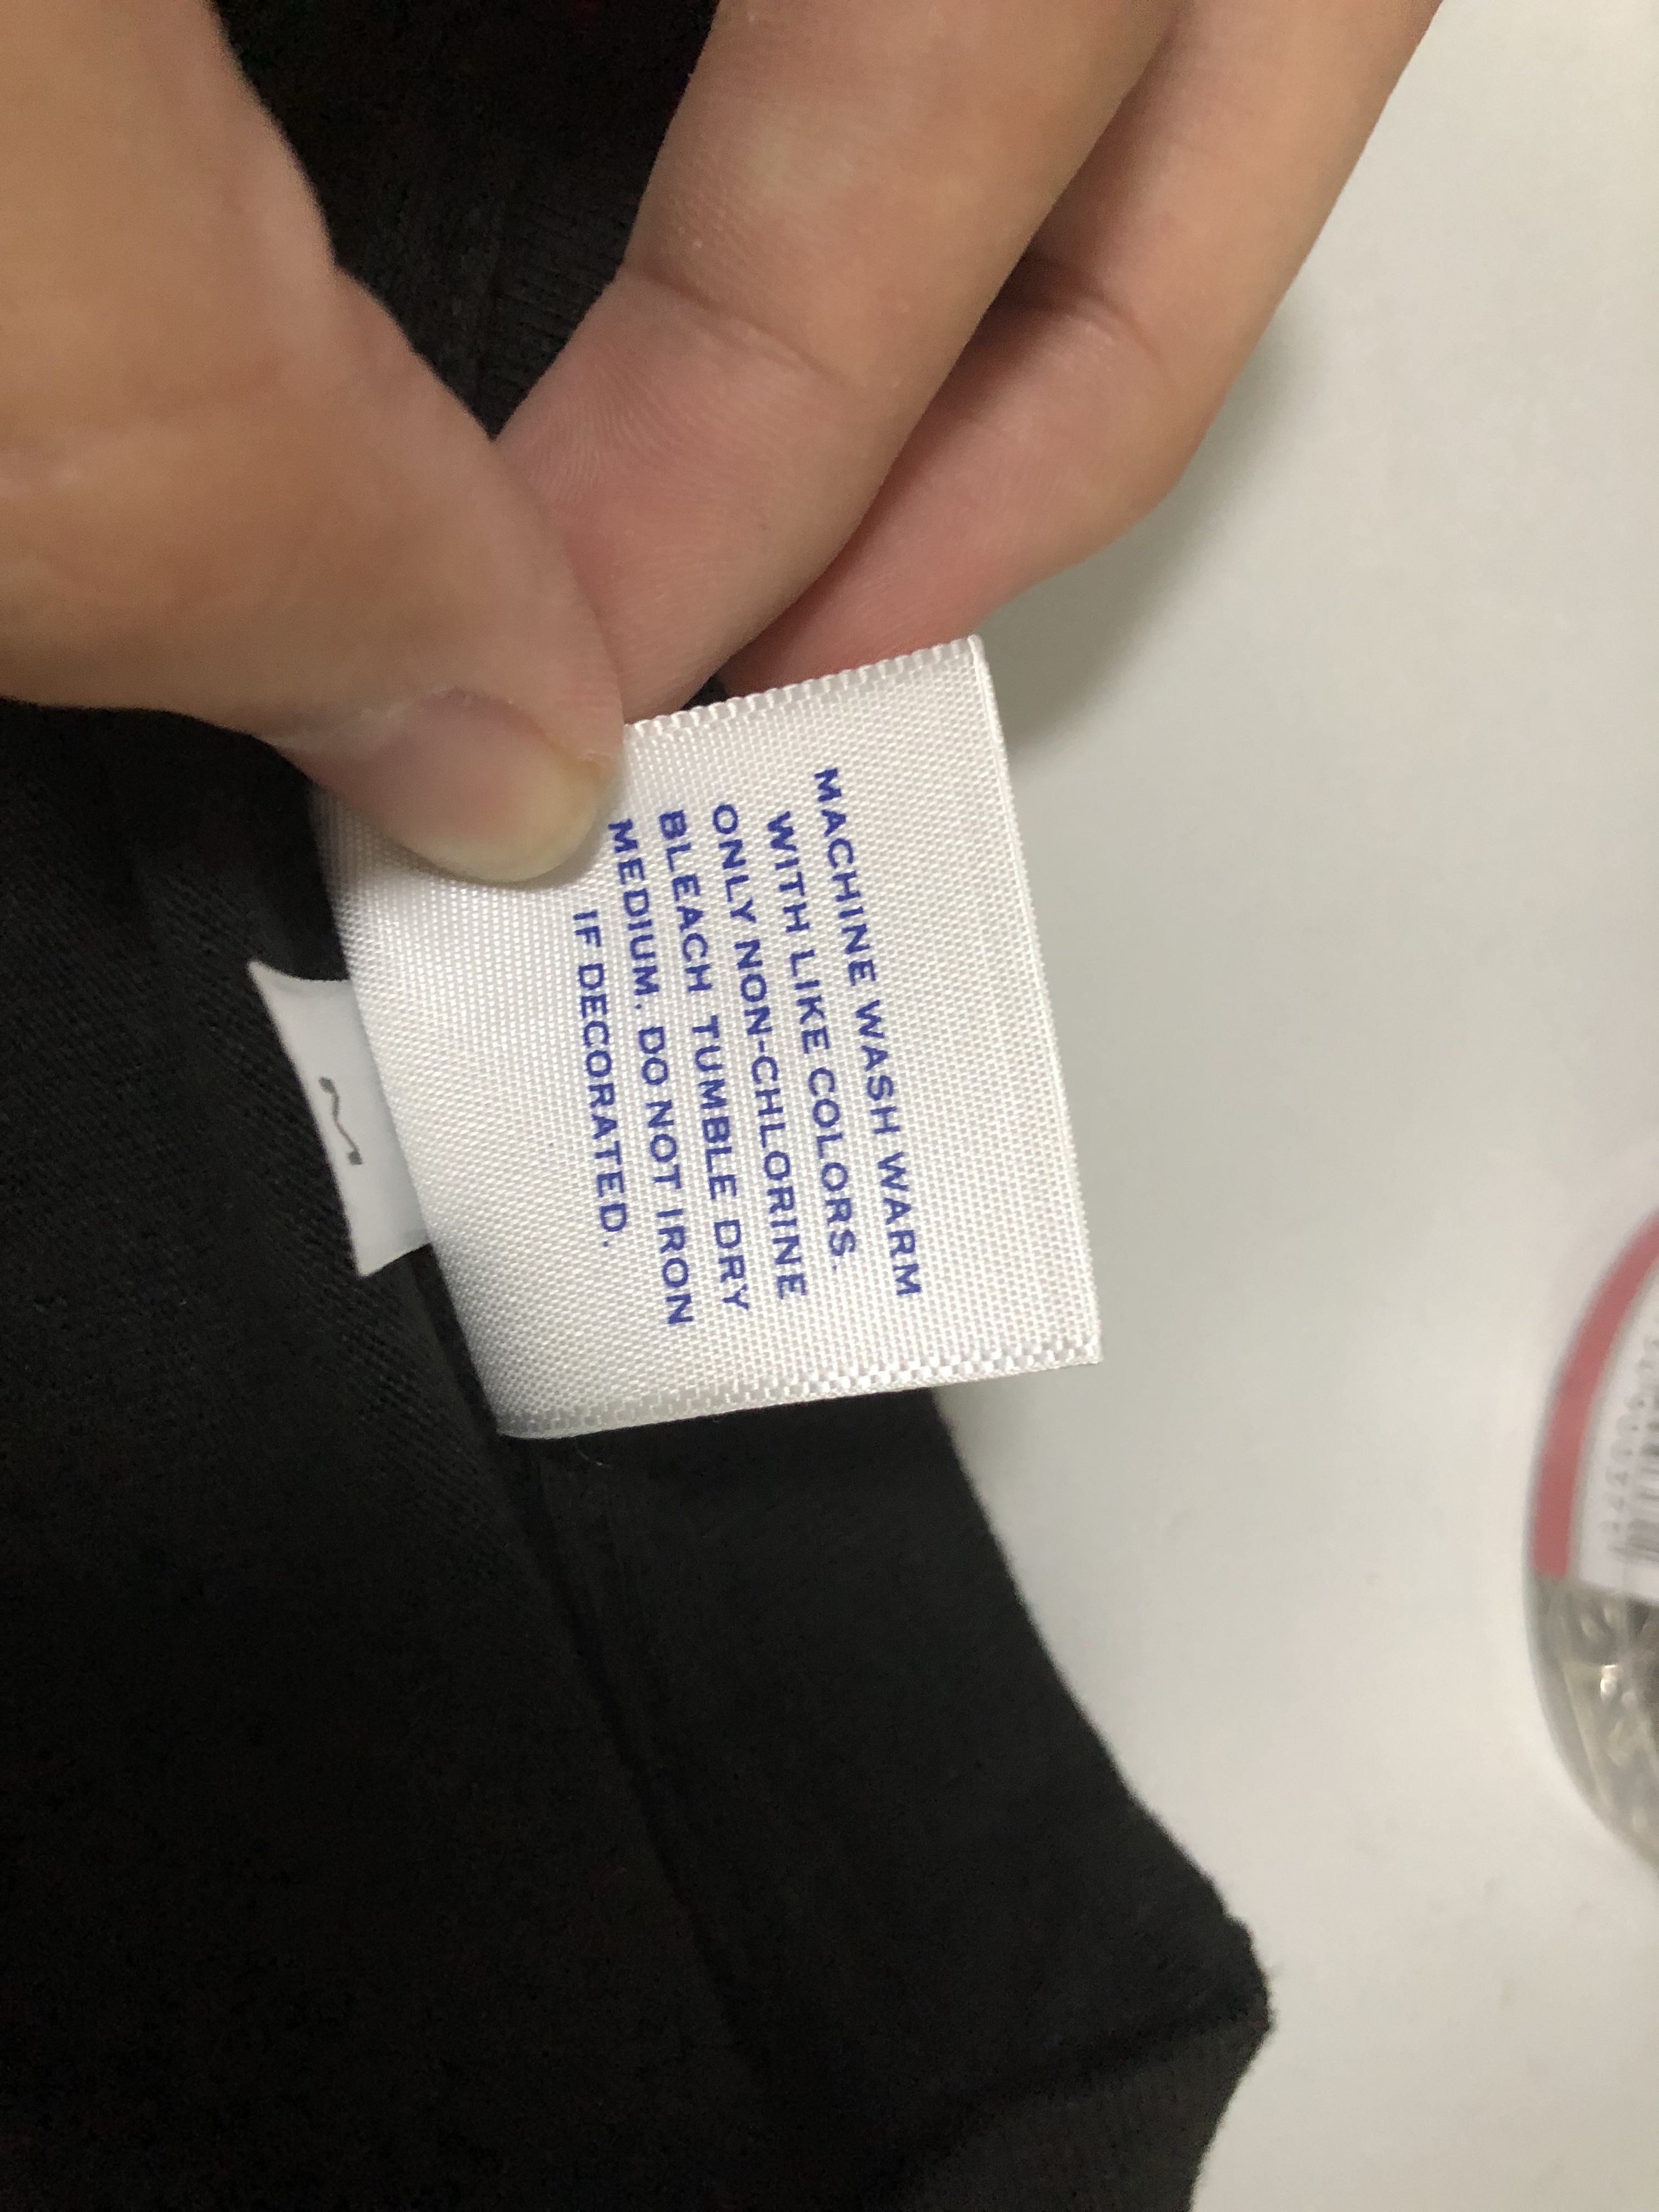 MACHINE WASH WARM
WITH LIKE COLORS.
ONLY NON-CHLORINE
BLEACH TUMBLE DRY
MEDIUM. DO NOT IRON
IF DECORATED.